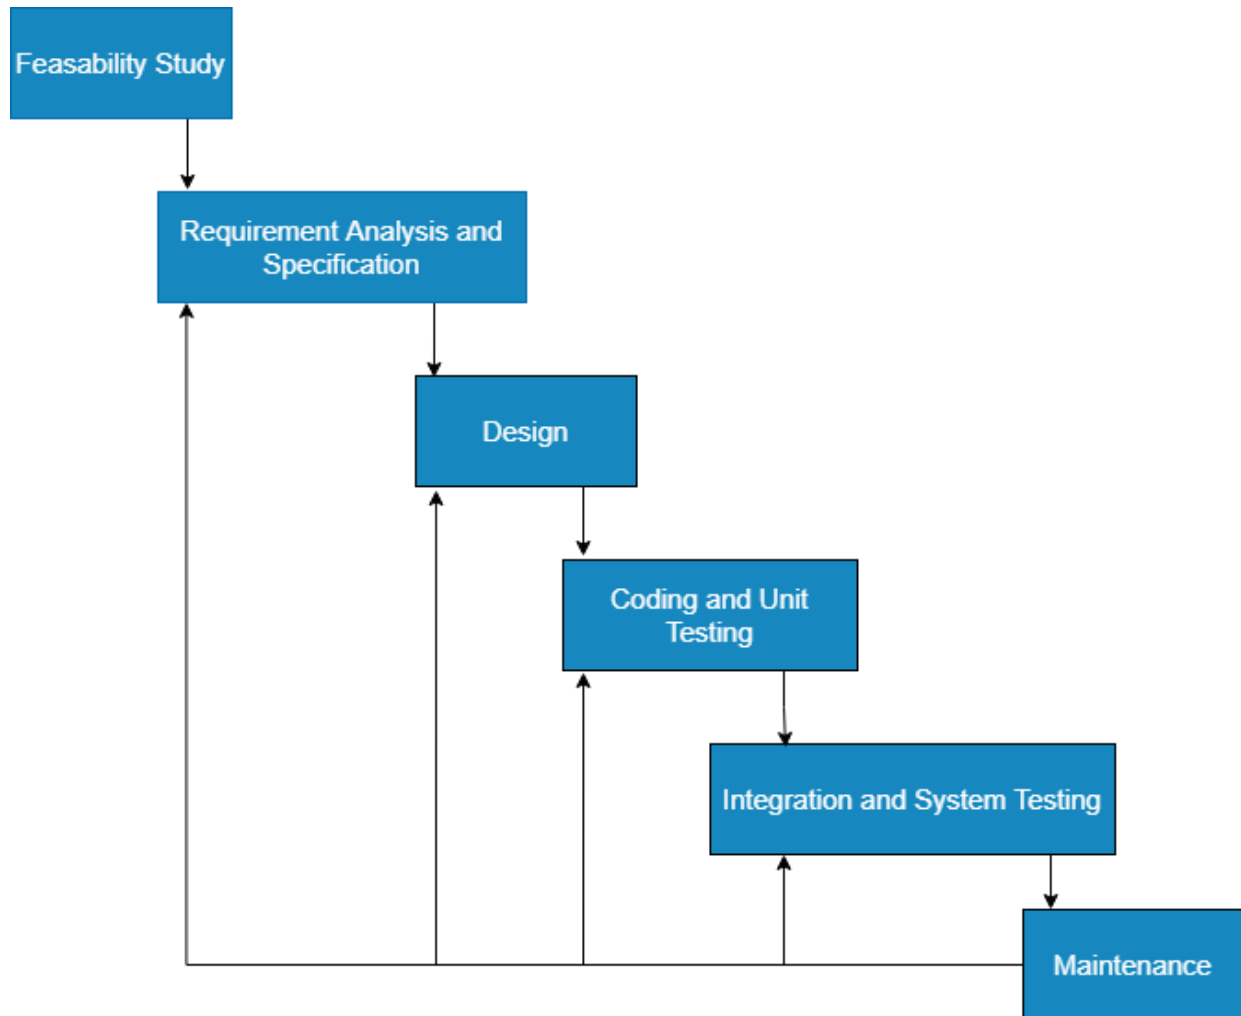 Feasability Study
Requirement Analysis and
Specification
Design
Coding and Unit
Testing
Integration and System Testing
Maintenance